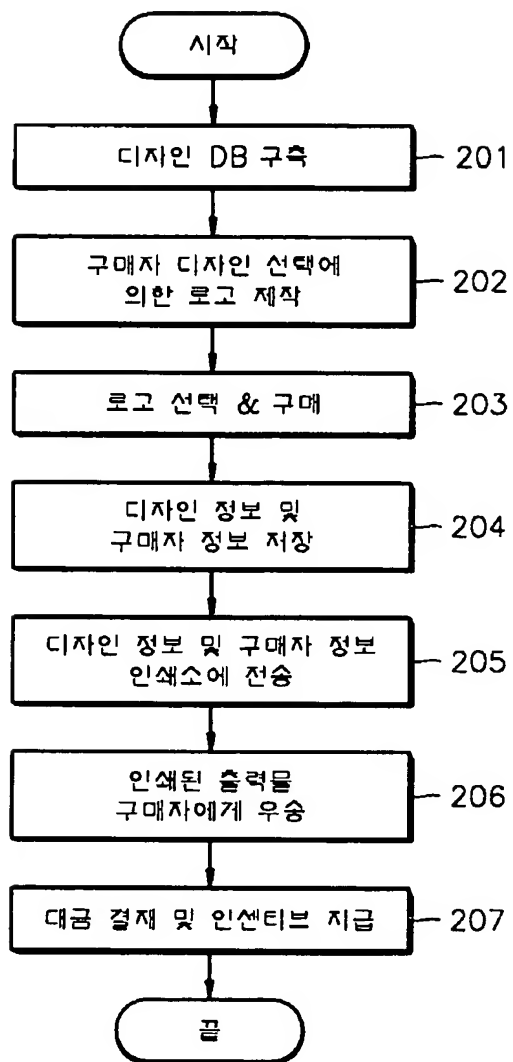 시작
디자인 DB 구축
201
구매자 디자인 선택에
의한 로고 제작
202
로고 선택 & 구매
203
디자인 정보 및
구매자 정보 저장
204
디자인 정보 및 구매자 정보
인쇄소에 전송
205
인쇄된 출력물
구매자에게 우송
206
대금 결재 및 인센티브 지급
207
끝